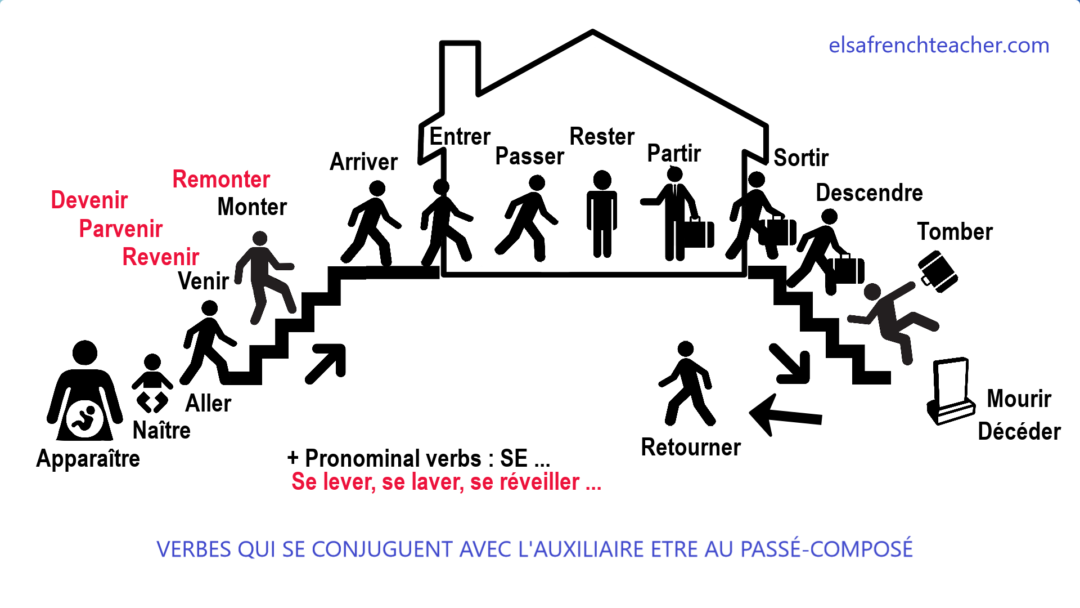 elsafrenchteacher.com
Entrer
Rester
Passer
Partir
Arriver
Sortir
Remonter
Devenir
Monter
Descendre
Parvenir
Tomber
Revenir
Venir
Aller
Naître
Apparaître
Retourner
Mourir
Décéder
+ Pronominal verbs : SE ...
Se lever, se laver, se réveiller ...
VERBES QUI SE CONJUGUENT AVEC L'AUXILIAIRE ETRE AU PASSÉ-COMPOSÉ